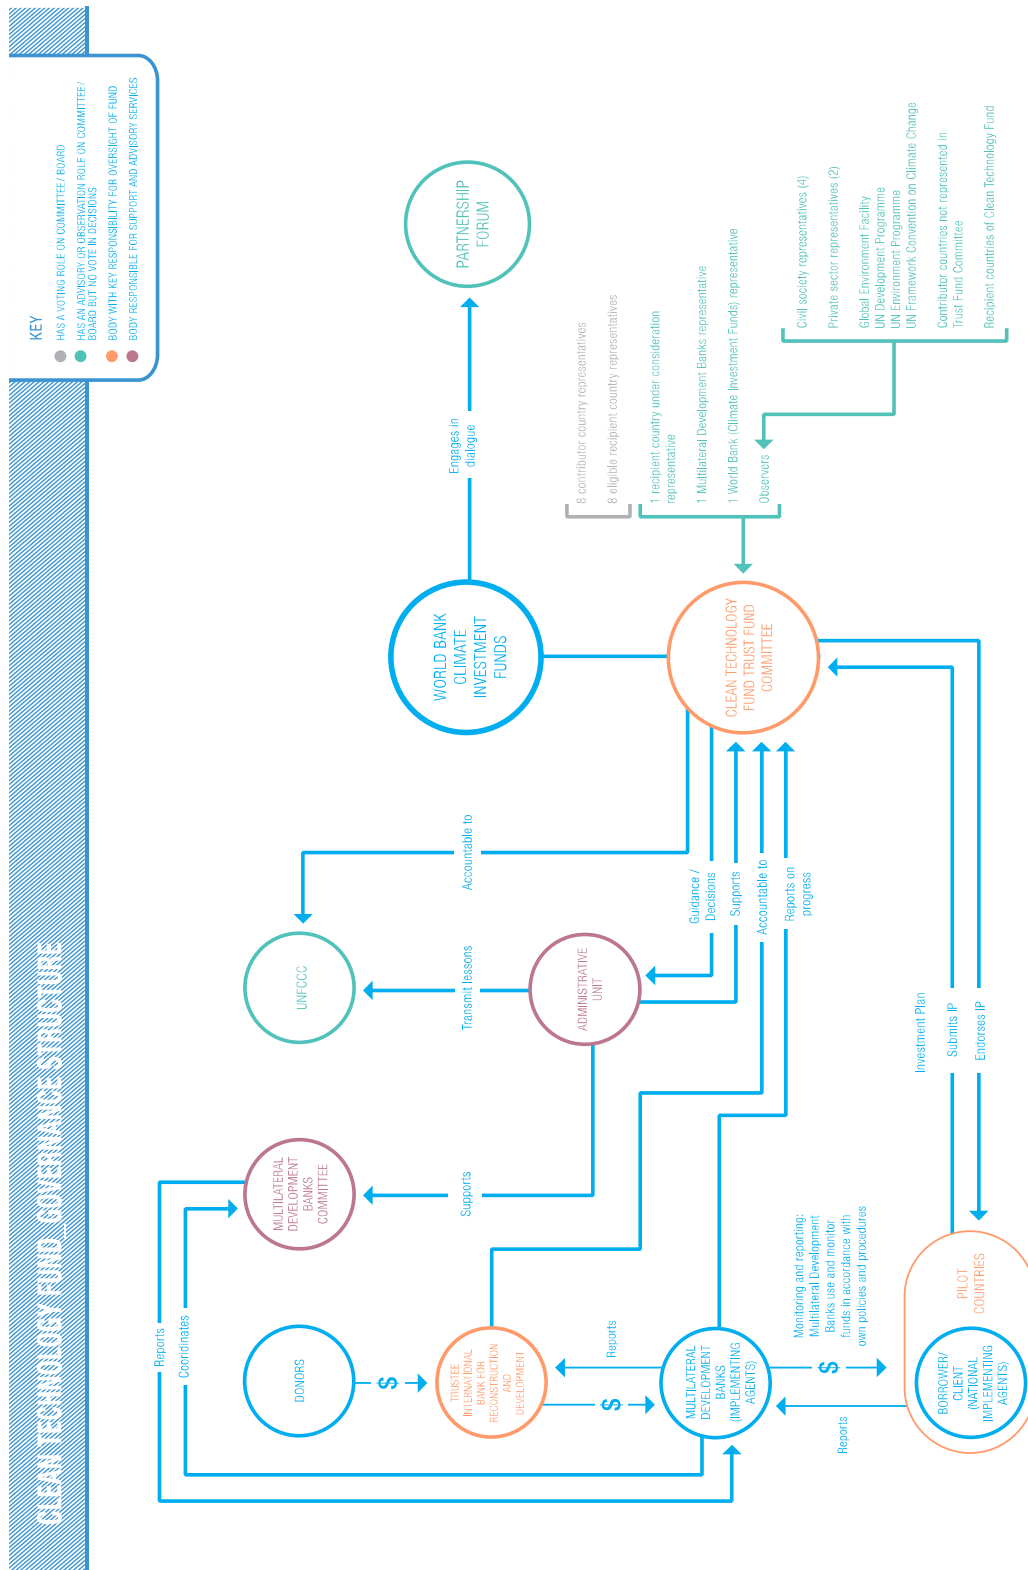 CLEAN TECHNOLOGY FUND_GOVERNANCE STRUCTURE
KEY
HAS A VOTING ROLE ON COMMITTEE/ BOARD
HAS AN ADVISORY OR OBSERVATION ROLE ON COMMITTEE/
BOARD BUT NO VOTE IN DECISIONS
BODY WITH KEY RESPONSIBILITY FOR OVERSIGHT OF FUND
BODY RESPONSIBLE FOR SUPPORT AND ADVISORY SERVICES
Reports
Cooridinates
MULTILATERAL
DEVELOPMENT
BANKS
COMMITTEE
UNFCCC
DONORS
$
Accountable to
Transmit lessons
Supports
WORLD BANK
CLIMATE
INVESTMENT
FUNDS
Engages in
dialogue
PARTNERSHIP
FORUM
TRUSTEE
INTERNATIONAL
BANK FOR
RECONSTRUCTION
AND
DEVELOPMENT
ADMINISTRATIVE
UNIT
8 contributor country representatives
8 eligible recipient country representatives
1 recipient country under consideration
representative
1 Multilateral Development Banks representative
1 World Bank (Climate Investment Funds) representative
Observers
Reports
$
Guidance /
Decisions
Supports
Accountable to
Reports on
progress
CLEAN TECHNOLOGY
FUND TRUST FUND
COMMITTEE
MULTILATERAL
DEVELOPMENT
BANKS
(IMPLEMENTING
AGENTS)
Monitoring and reporting:
Multilateral Development
Banks use and monitor
funds in accordance with
own policies and procedures
$
Reports
Civil society representatives (4)
Private sector representatives (2)
Global Environment Facility
UN Development Programme
UN Environment Programme
UN Framework Convention on Climate Change
Contributor countries not represented in
Trust Fund Committee
Recipient countries of Clean Technology Fund
Investment Plan
Submits IP
Endorses IP
PILOT
COUNTRIES
BORROWER/
CLIENT
(NATIONAL
IMPLEMENTING
AGENTS)